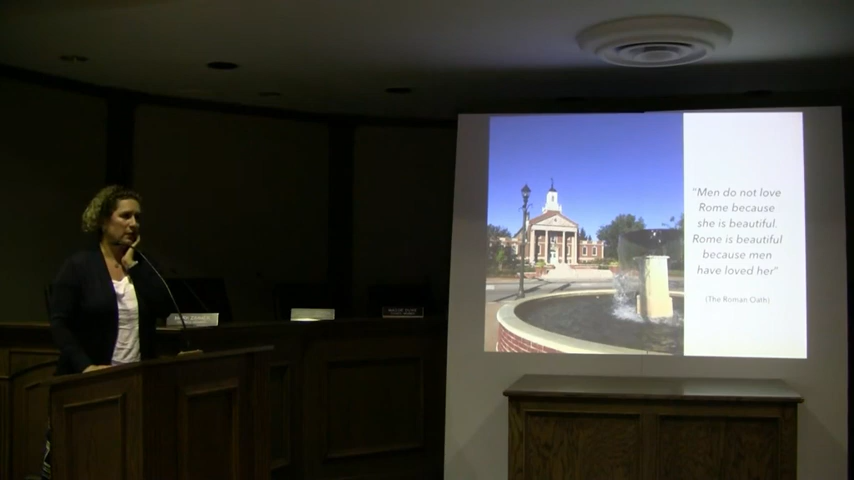 "Men do not love
Rome because
she is beautiful.
Rome is beautiful
because men
have loved her"
(The Roman Oath)